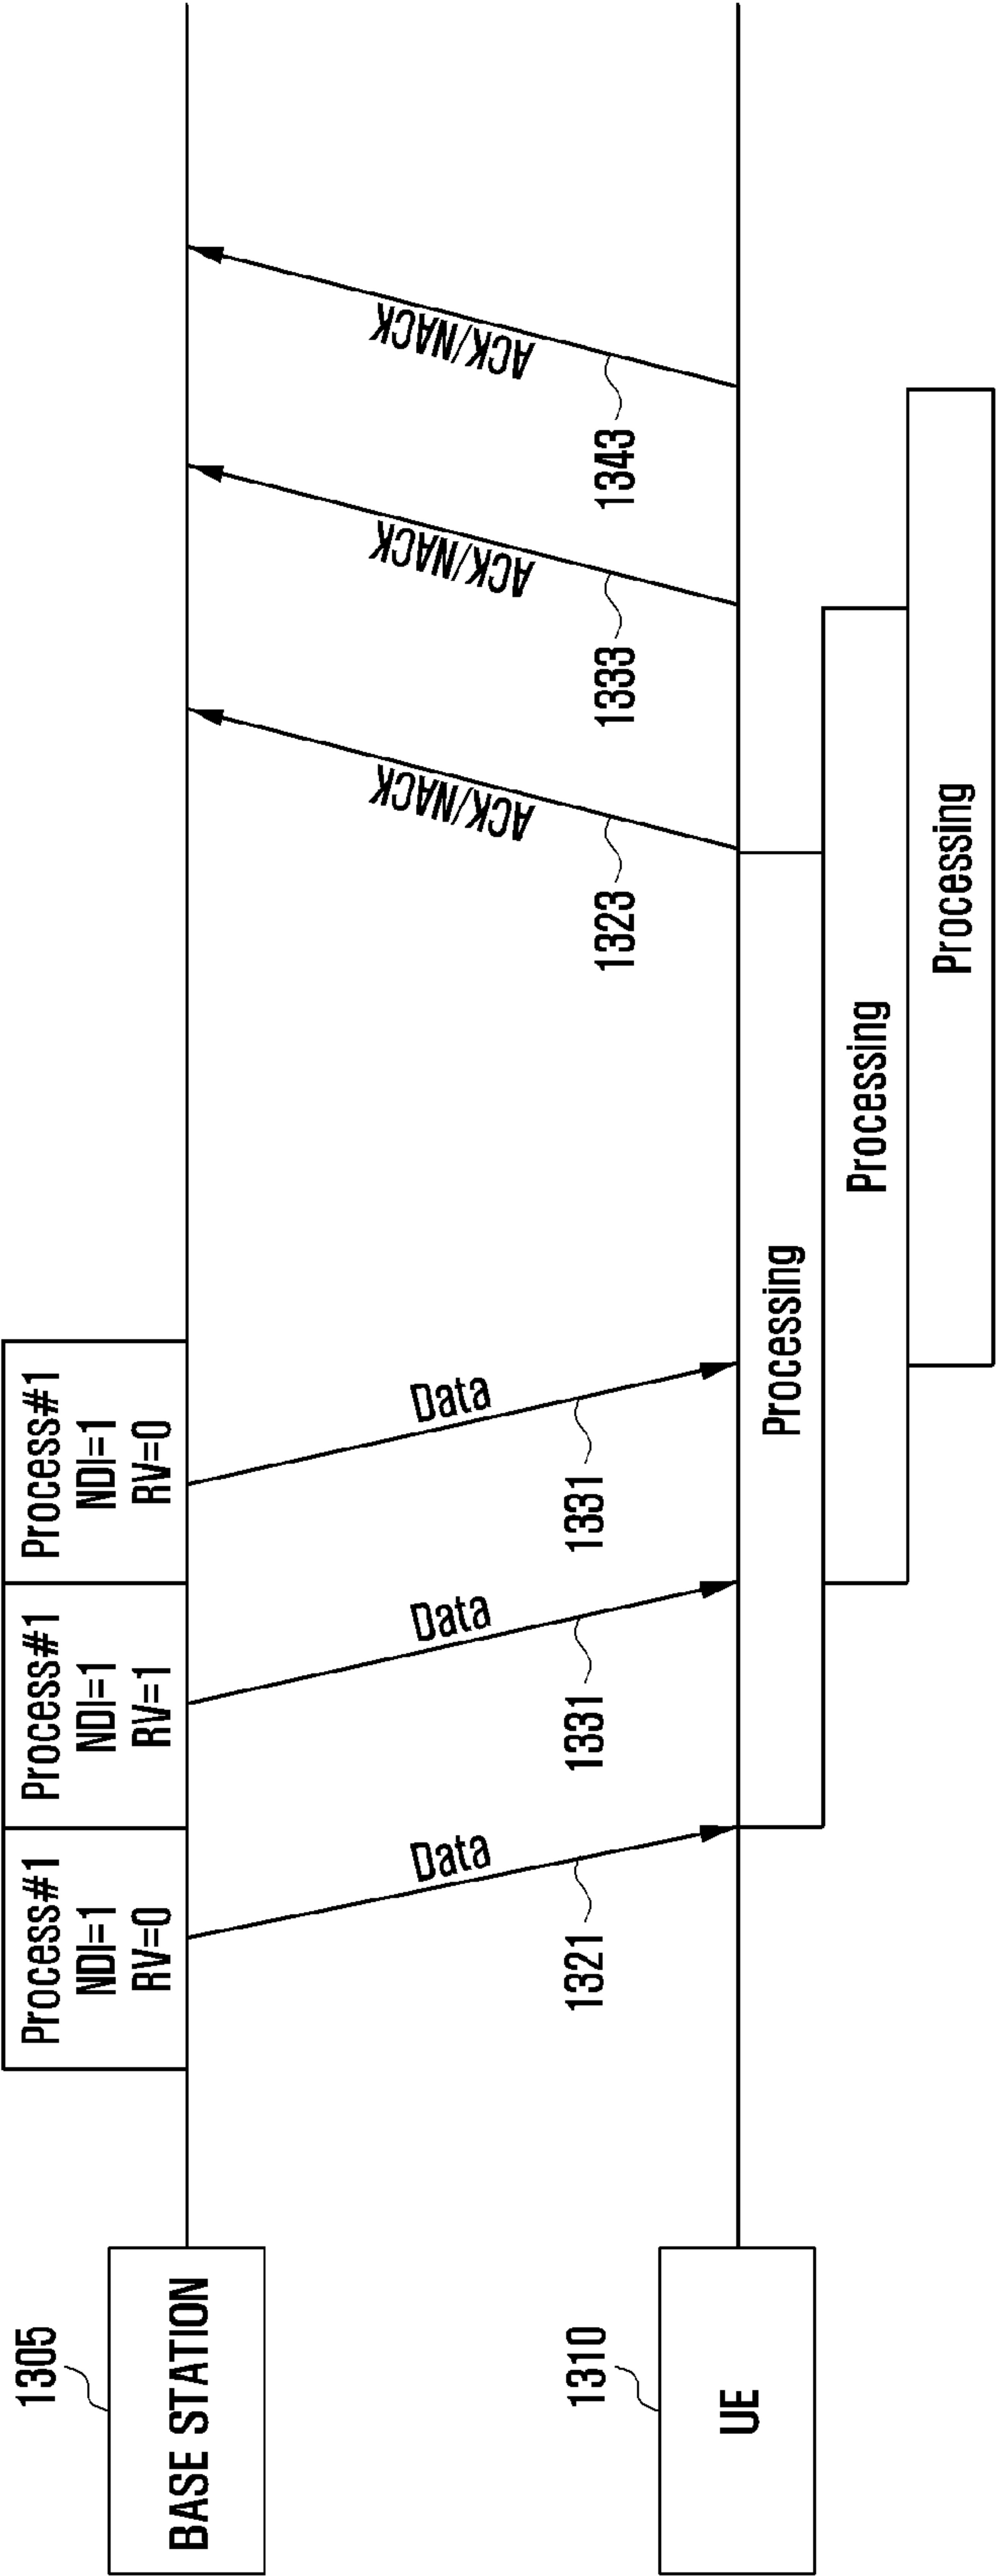 1305
BASE STATION
Process#1
NDI=1
RV=0
Process#1
NDI=1
RV=1
Process#1
NDI=1
RV=0
Data
1321
Data
1331
Data
1331
ACK/NACK
1323
ACK/NACK
1333
ACK/NACK
1343
1310
UE
Processing
Processing
Processing